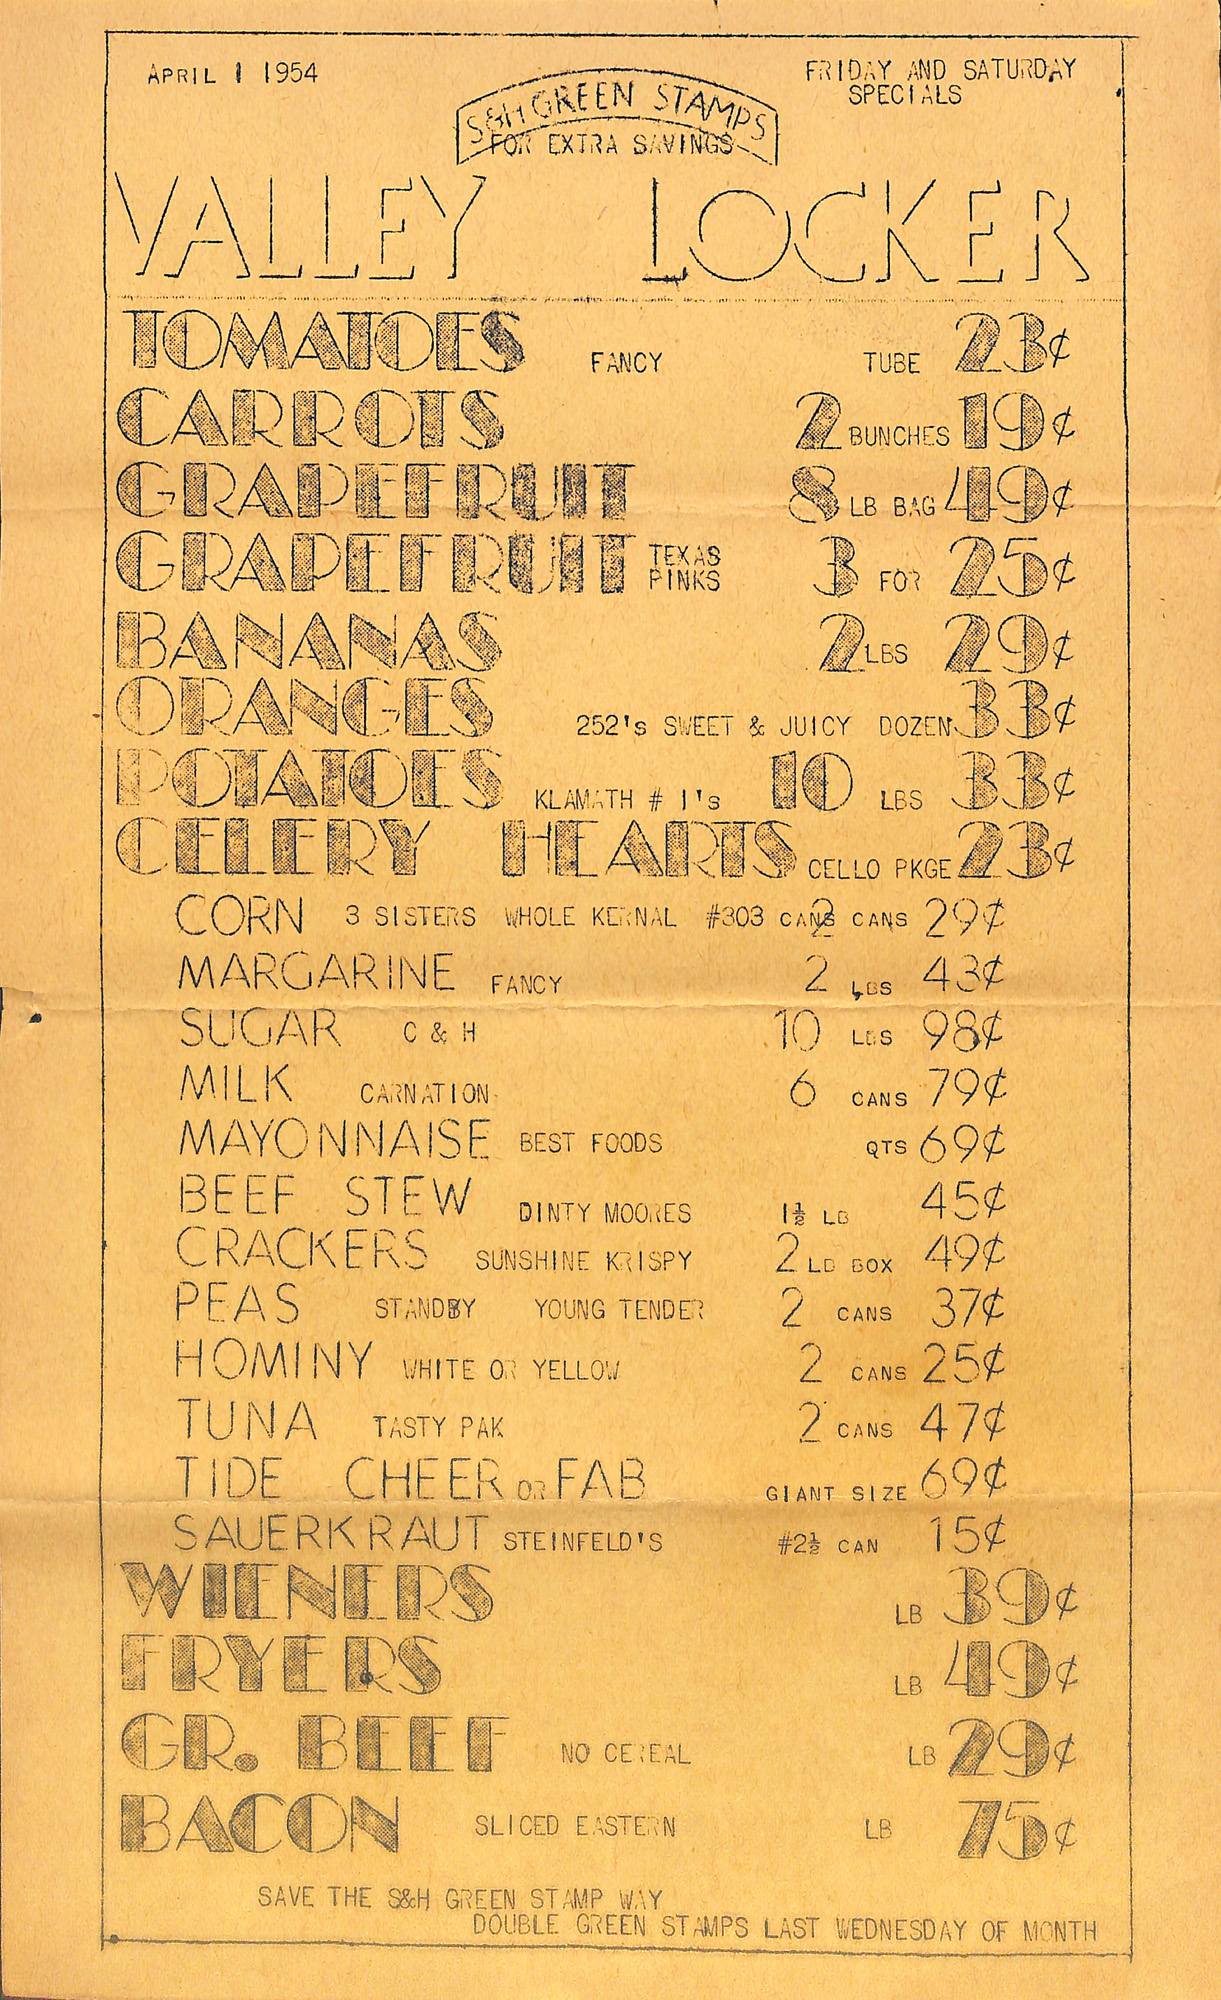 APRIL 1 1954
FRIDAY AND SATURDAY
SPECIALS
S&H GREEN STAMPS
FOR EXTRA SAVINGS
VALLEY LOCKER
TOMATOES FANCY TUBE 23¢
CARROTS 2 BUNCHES 19¢
GRAPEFRUIT 8 LB BAG 49¢
GRAPEFRUIT TEXAS PINKS 3 FOR 25¢
BANANAS 2 LBS 29¢
ORANGES 252's SWEET & JUICY DOZEN 33¢
POTATOES KLAMATH # 1's 10 LBS 33¢
CELERY HEARTS CELLO PKGE 23¢
CORN 3 SISTERS WHOLE KERNAL #303 CANS 2 CANS 29¢
MARGARINE FANCY 2 LBS 43¢
SUGAR C & H 10 LBS 98¢
MILK CARNATION 6 CANS 79¢
MAYONNAISE BEST FOODS QTS 69¢
BEEF STEW DINTY MOORES 1½ LB 45¢
CRACKERS SUNSHINE KRISPY 2 LB BOX 49¢
PEAS STANDBY YOUNG TENDER 2 CANS 37¢
HOMINY WHITE OR YELLOW 2 CANS 25¢
TUNA TASTY PAK 2 CANS 47¢
TIDE CHEER OR FAB GIANT SIZE 69¢
SAUERKRAUT STEINFELD'S #2½ CAN 15¢
WIENERS LB 39¢
FRYERS LB 49¢
GR. BEEF NO CEREAL LB 29¢
BACON SLICED EASTERN LB 75¢
SAVE THE S&H GREEN STAMP WAY
DOUBLE GREEN STAMPS LAST WEDNESDAY OF MONTH